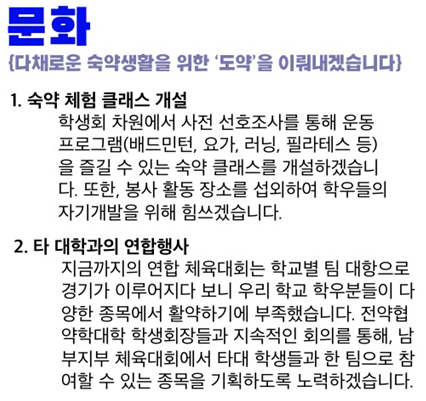 문화
{다채로운 숙약생활을 위한 ‘도약’을 이뤄내겠습니다}
1. 숙약 체험 클래스 개설
학생회 차원에서 사전 선호조사를 통해 운동
프로그램(배드민턴, 요가, 러닝, 필라테스 등)
을 즐길 수 있는 숙약 클래스를 개설하겠습니
다. 또한, 봉사 활동 장소를 섭외하여 학우들의
자기개발을 위해 힘쓰겠습니다.
2. 타 대학과의 연합행사
지금까지의 연합 체육대회는 학교별 팀 대항으로
경기가 이루어지다 보니 우리 학교 학우분들이 다
양한 종목에서 활약하기에 부족했습니다. 전약협
약학대학 학생회장들과 지속적인 회의를 통해, 남
부지부 체육대회에서 타대 학생들과 한 팀으로 참
여할 수 있는 종목을 기획하도록 노력하겠습니다.